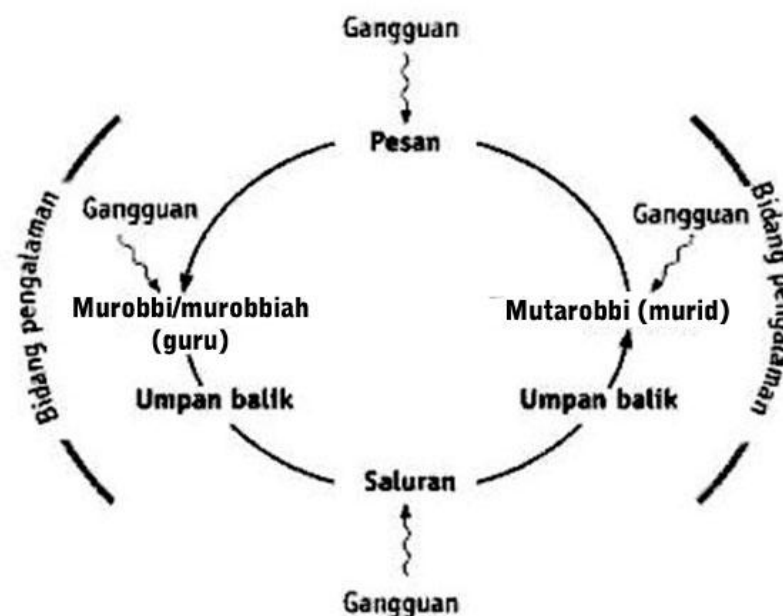 Gangguan
Pesan
Bidang pengalaman
Gangguan
Gangguan
Bidang pengalaman
Murobbi/murobbiah
(guru)
Mutarobbi (murid)
Umpan balik
Umpan balik
Saluran
Gangguan